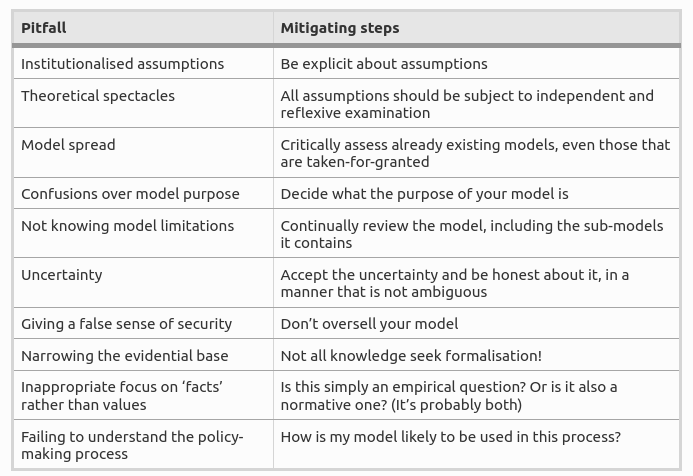 Pitfall
Mitigating steps
Institutionalised assumptions
Be explicit about assumptions
Theoretical spectacles
All assumptions should be subject to independent and
reflexive examination
Model spread
Critically assess already existing models, even those that
are taken-for-granted
Confusions over model purpose
Decide what the purpose of your model is
Not knowing model limitations
Continually review the model, including the sub-models
it contains
Uncertainty
Accept the uncertainty and be honest about it, in a
manner that is not ambiguous
Giving a false sense of security
Don’t oversell your model
Narrowing the evidential base
Not all knowledge seek formalisation!
Inappropriate focus on ‘facts’
rather than values
Is this simply an empirical question? Or is it also a
normative one? (It’s probably both)
Failing to understand the policy-
making process
How is my model likely to be used in this process?